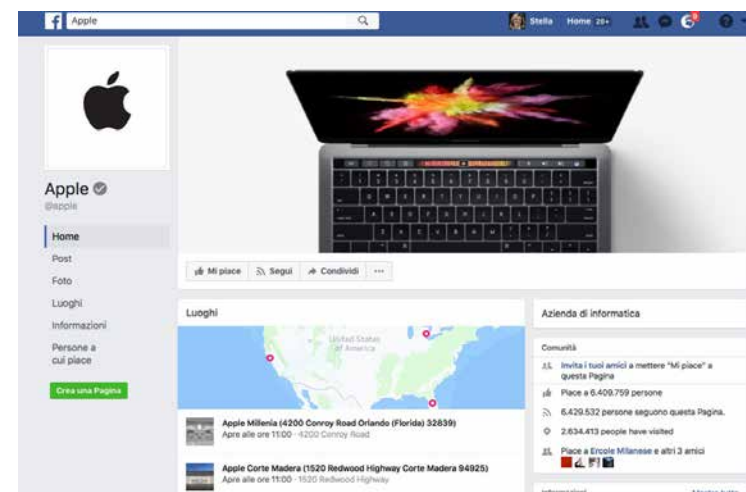 Apple
Stella Home 20+
Apple
@apple
Home
Post
Foto
Luoghi
Informazioni
Persone a
cui piace
Crea una Pagina
Mi piace Segui Condividi
Luoghi
United States
of America
Apple Millenia (4200 Conroy Road Orlando (Florida) 32839)
Apre alle ore 11:00 · 4200 Conroy Road
Apple Corte Madera (1520 Redwood Highway Corte Madera 94925)
Apre alle ore 11:00 · 1520 Redwood Highway
Azienda di informatica
Comunità
Invita i tuoi amici a mettere "Mi piace" a
questa Pagina
Piace a 6.409.759 persone
6.429.532 persone seguono questa Pagina.
2.634.413 people have visited
Piace a Ercole Milanese e altri 3 amici